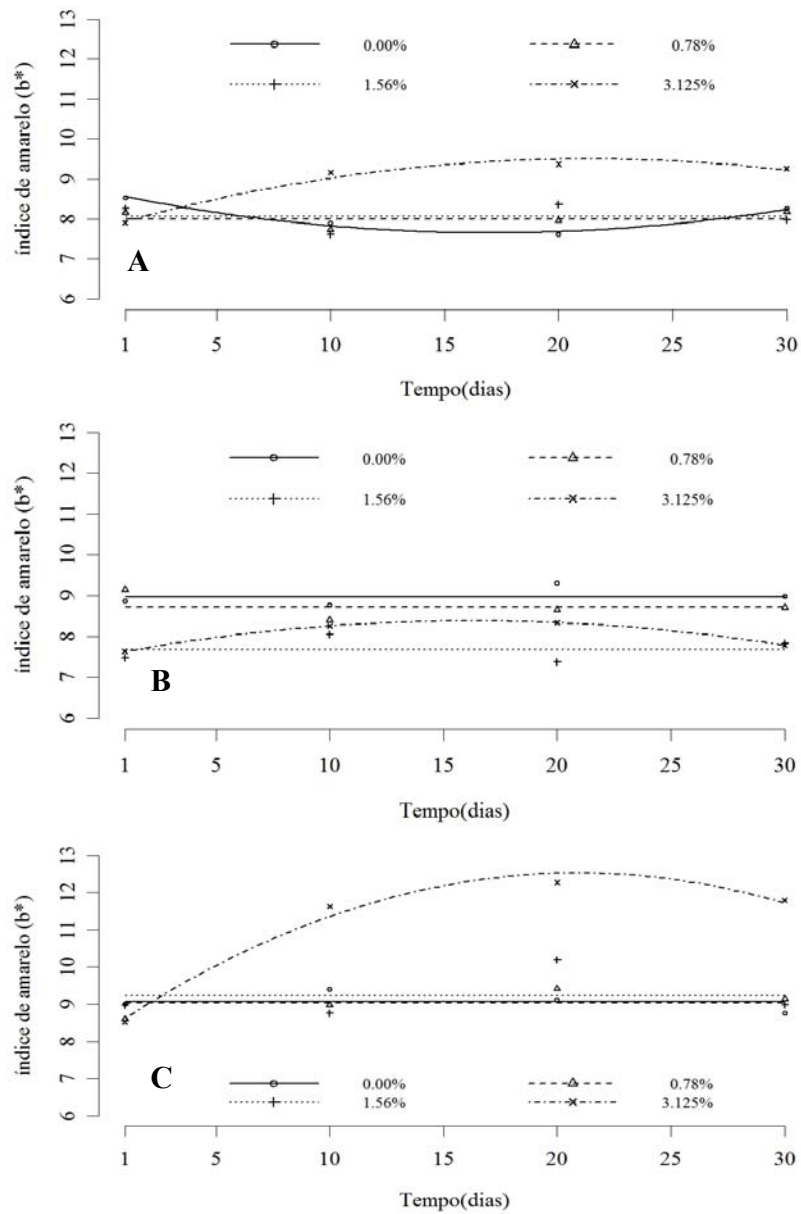 índice de amarelo (b*)
6 7 8 9 10 11 12 13
0.00% 0.78%
1.56% 3.125%
A
1 5 10 15 20 25 30
Tempo(dias)
índice de amarelo (b*)
6 7 8 9 10 11 12 13
0.00% 0.78%
1.56% 3.125%
B
1 5 10 15 20 25 30
Tempo(dias)
índice de amarelo (b*)
6 7 8 9 10 11 12 13
C
0.00% 0.78%
1.56% 3.125%
1 5 10 15 20 25 30
Tempo(dias)